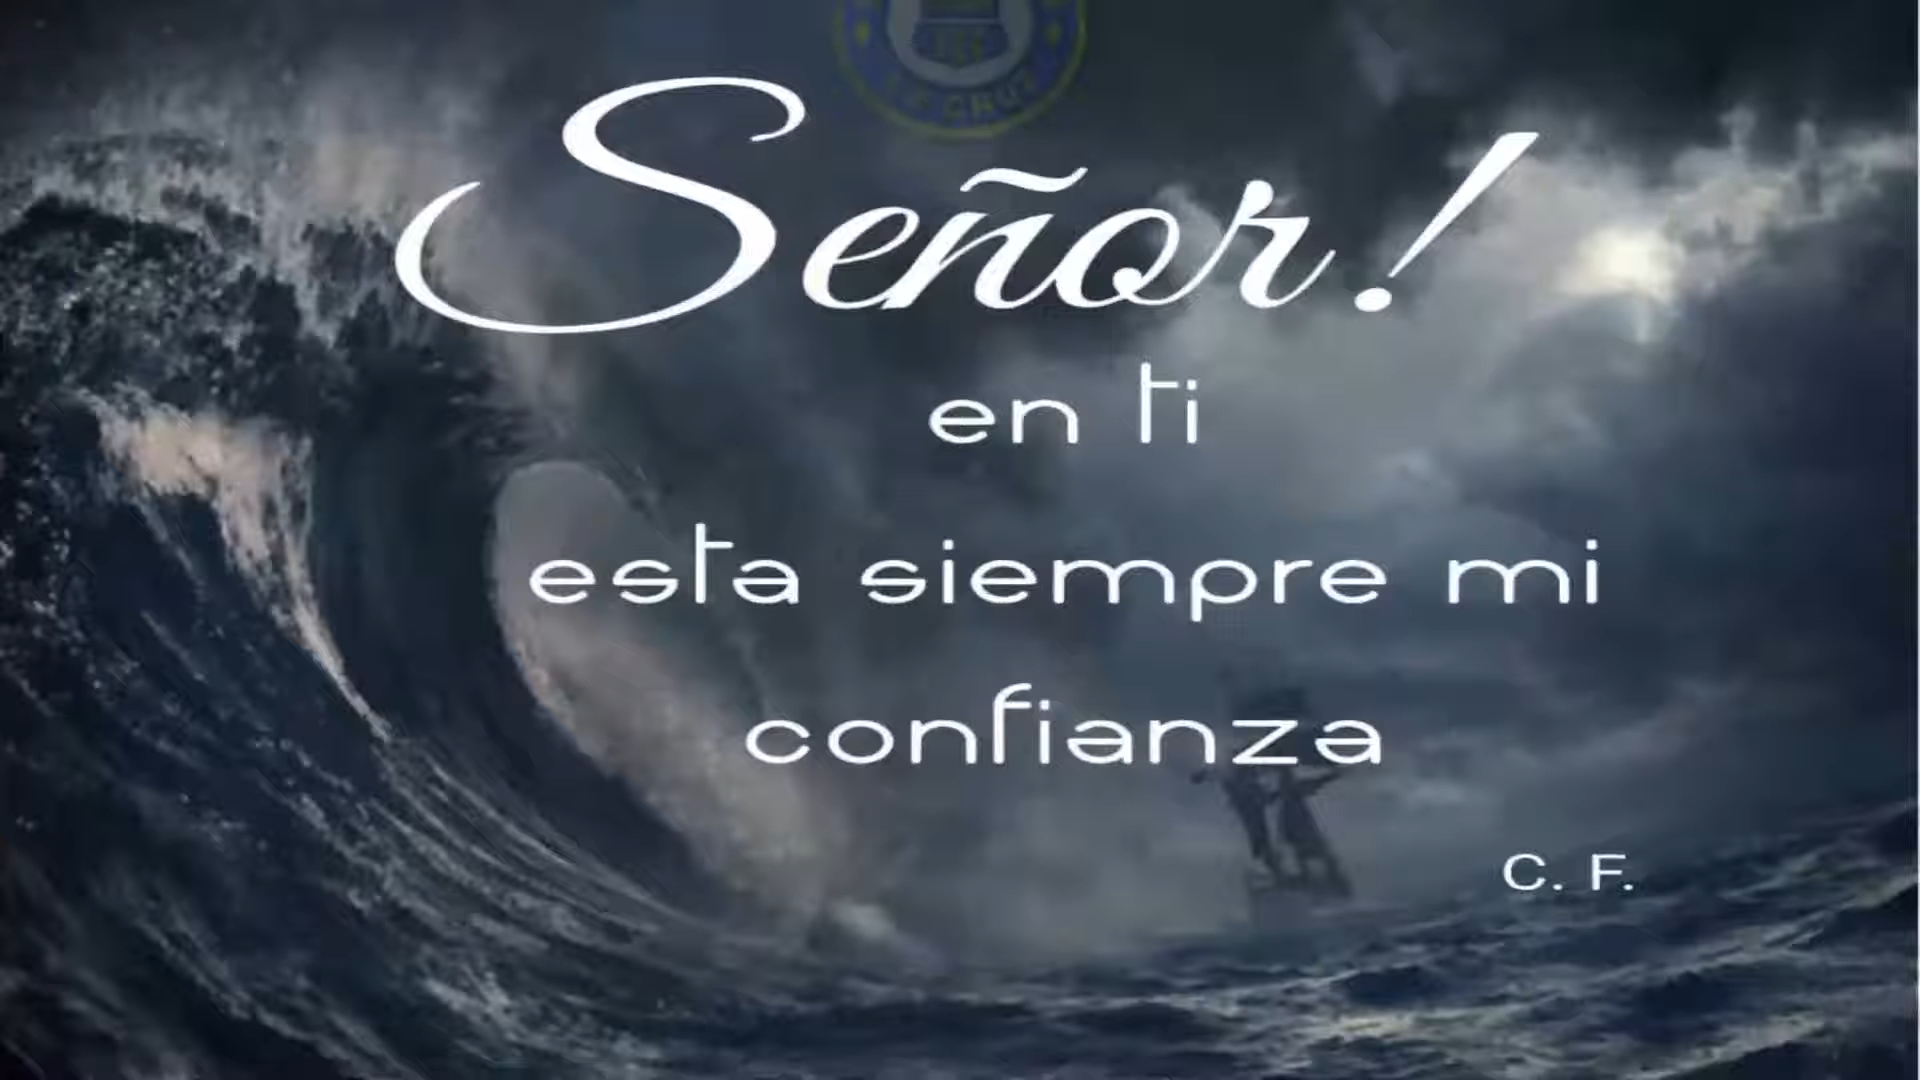 Señor!
en ti
esta siempre mi
confianza
C. F.